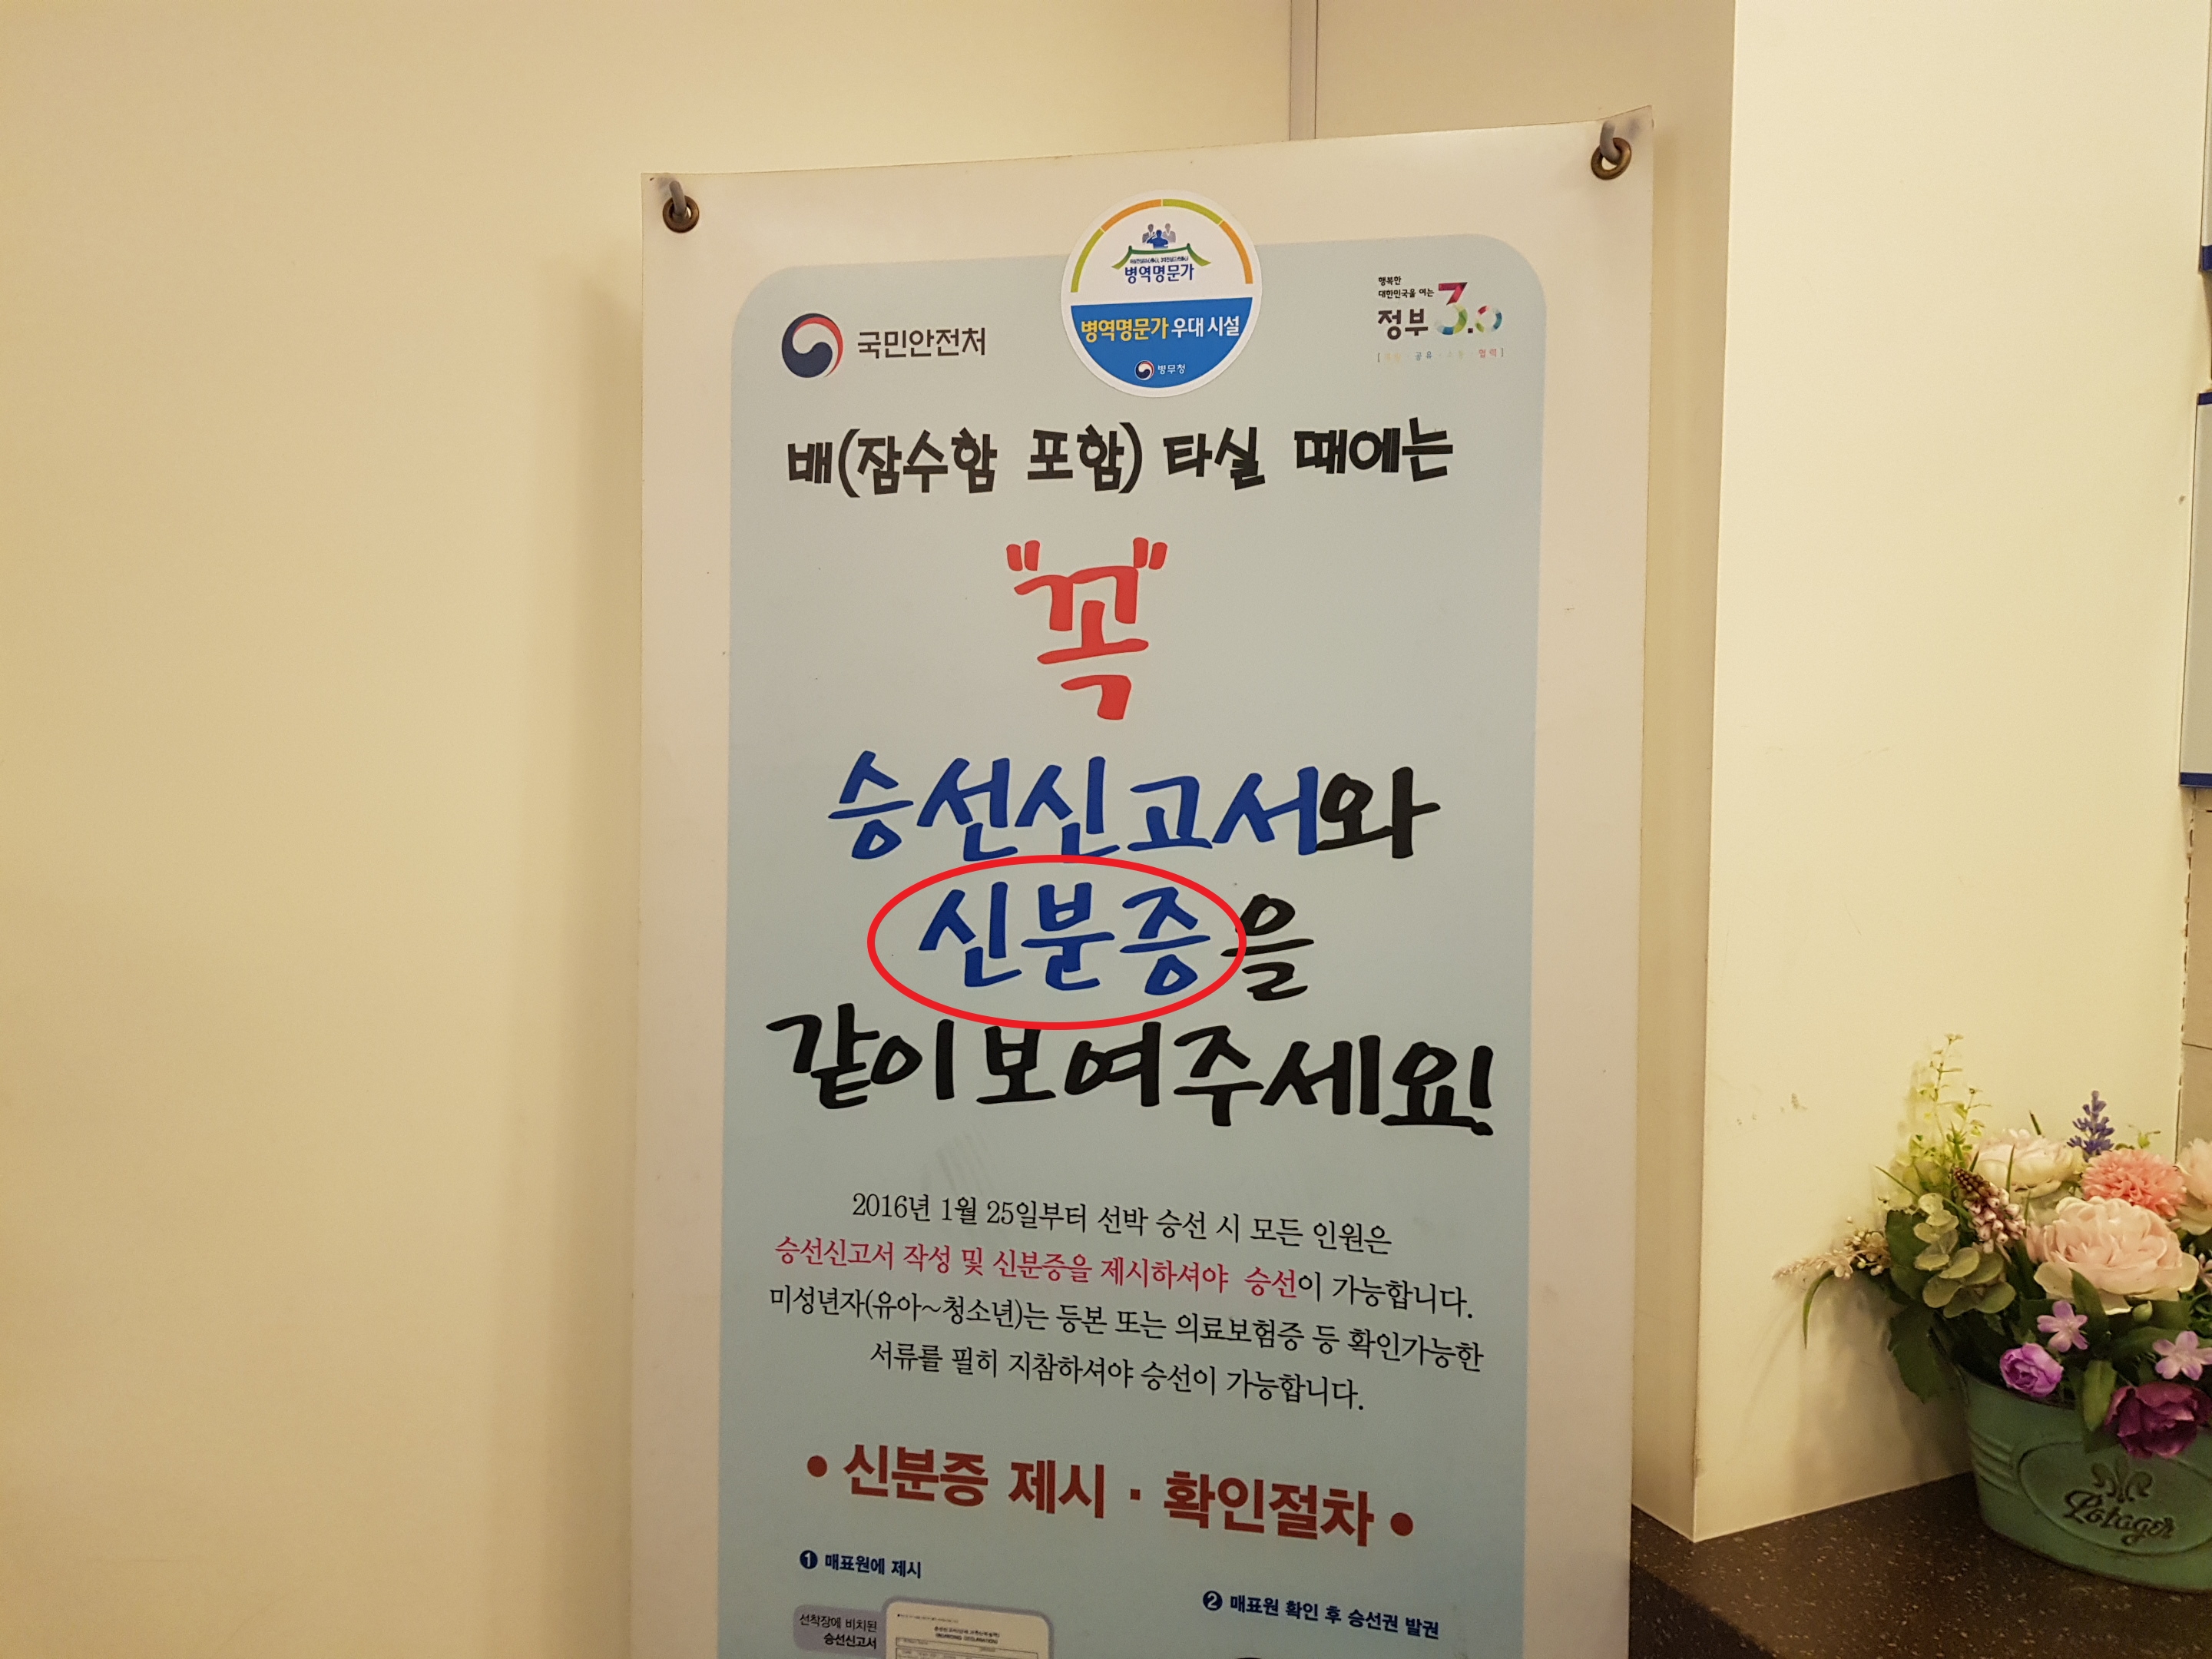 병역명문가
병역명문가 우대 시설
병무청
국민안전처
행복한
대한민국을 여는
정부 3.0
공유
협력
배(잠수함 포함) 타실 때에는
"꼭"
승선신고서와
신분증을
같이 보여주세요!
2016년 1월 25일부터 선박 승선 시 모든 인원은
승선신고서 작성 및 신분증을 제시하셔야 승선이 가능합니다.
미성년자(유아~청소년)는 등본 또는 의료보험증 등 확인가능한
서류를 필히 지참하셔야 승선이 가능합니다.
• 신분증 제시 · 확인절차 •
❶ 매표원에 제시
❷ 매표원 확인 후 승선권 발권
선착장에 비치된
승선신고서
Potager